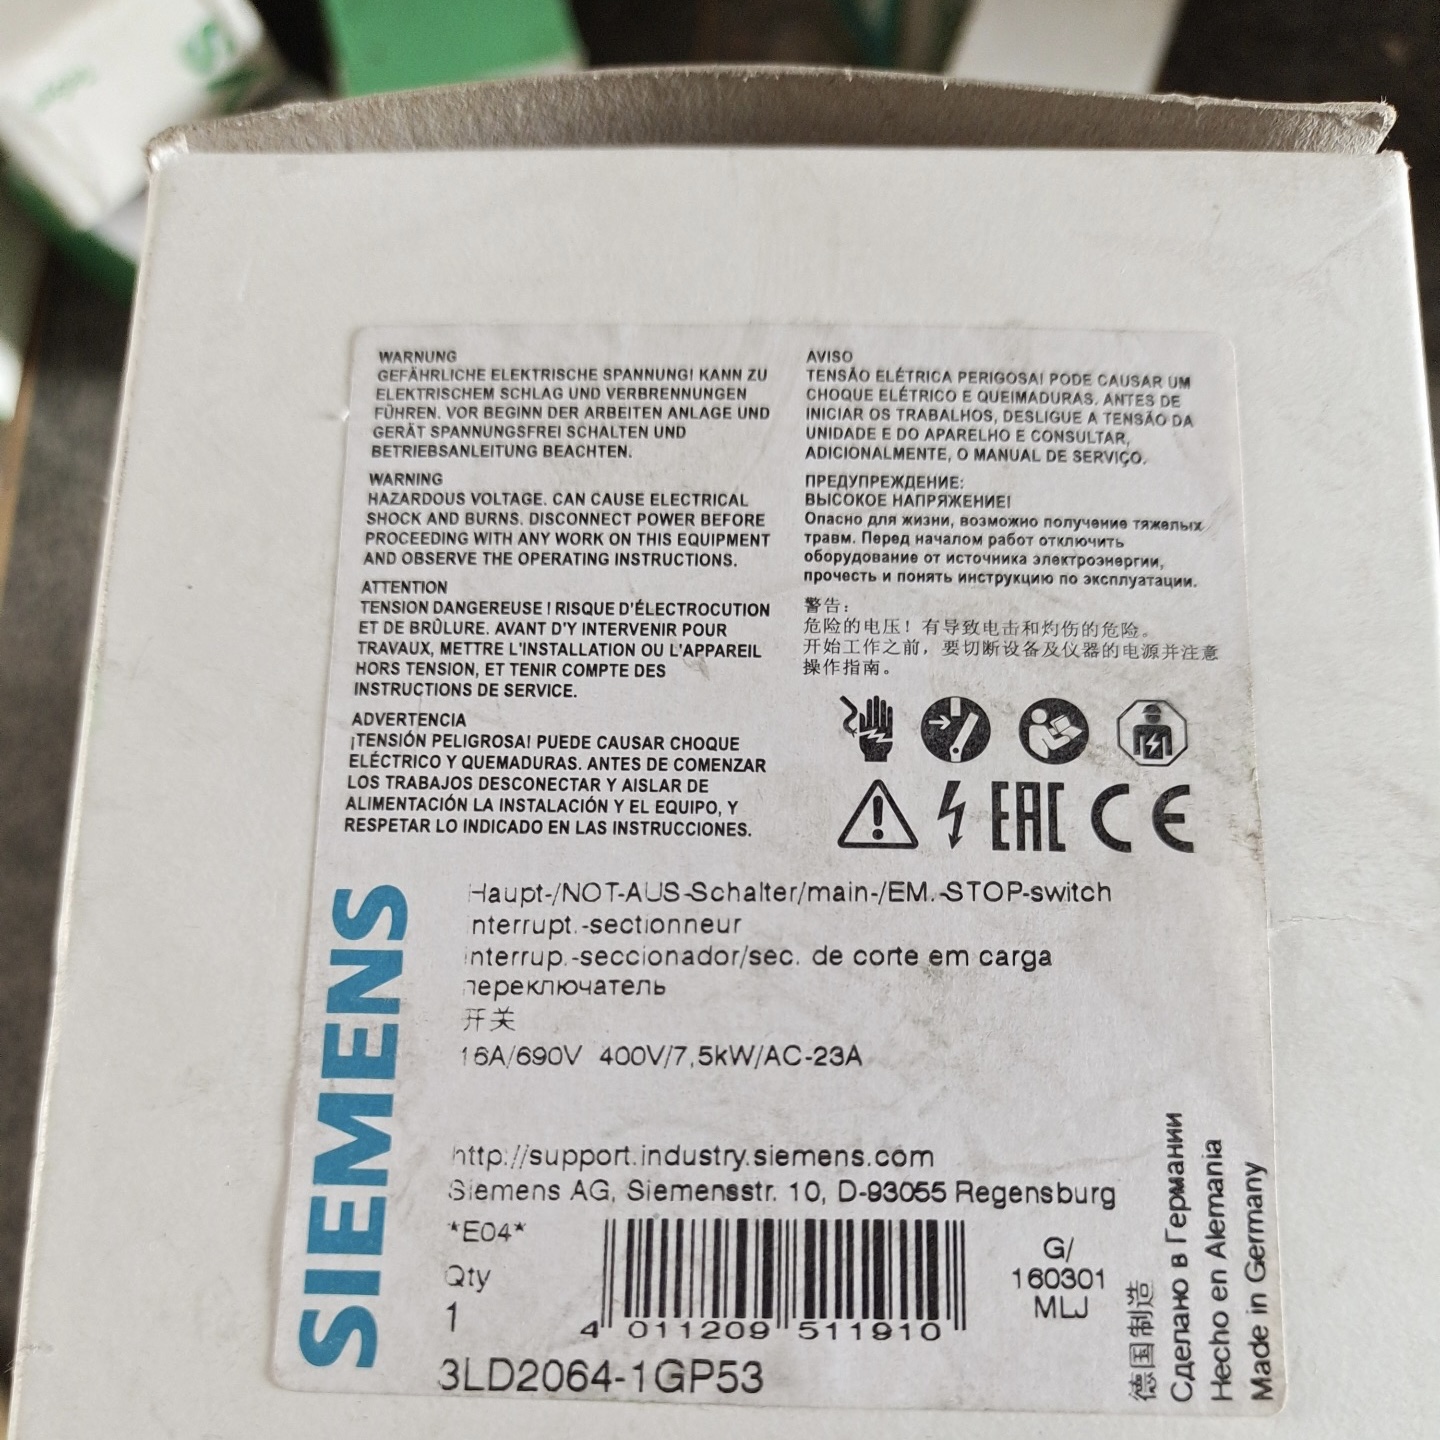 WARNUNG
GEFÄHRLICHE ELEKTRISCHE SPANNUNG! KANN ZU
ELEKTRISCHEM SCHLAG UND VERBRENNUNGEN
FÜHREN. VOR BEGINN DER ARBEITEN ANLAGE UND
GERÄT SPANNUNGSFREI SCHALTEN UND
BETRIEBSANLEITUNG BEACHTEN.
WARNING
HAZARDOUS VOLTAGE. CAN CAUSE ELECTRICAL
SHOCK AND BURNS. DISCONNECT POWER BEFORE
PROCEEDING WITH ANY WORK ON THIS EQUIPMENT
AND OBSERVE THE OPERATING INSTRUCTIONS.
ATTENTION
TENSION DANGEREUSE ! RISQUE D'ÉLECTROCUTION
ET DE BRÛLURE. AVANT D'Y INTERVENIR POUR
TRAVAUX, METTRE L'INSTALLATION OU L'APPAREIL
HORS TENSION, ET TENIR COMPTE DES
INSTRUCTIONS DE SERVICE.
ADVERTENCIA
¡TENSIÓN PELIGROSA! PUEDE CAUSAR CHOQUE
ELÉCTRICO Y QUEMADURAS. ANTES DE COMENZAR
LOS TRABAJOS DESCONECTAR Y AISLAR DE
ALIMENTACIÓN LA INSTALACIÓN Y EL EQUIPO, Y
RESPETAR LO INDICADO EN LAS INSTRUCCIONES.
AVISO
TENSÃO ELÉTRICA PERIGOSA! PODE CAUSAR UM
CHOQUE ELÉTRICO E QUEIMADURAS. ANTES DE
INICIAR OS TRABALHOS, DESLIGUE A TENSÃO DA
UNIDADE E DO APARELHO E CONSULTAR,
ADICIONALMENTE, O MANUAL DE SERVIÇO.
ПРЕДУПРЕЖДЕНИЕ:
ВЫСОКОЕ НАПРЯЖЕНИЕ!
Опасно для жизни, возможно получение тяжелых
травм. Перед началом работ отключить
оборудование от источника электроэнергии,
прочесть и понять инструкцию по эксплуатации.
警告:
危险的电压! 有导致电击和灼伤的危险。
开始工作之前, 要切断设备及仪器的电源并注意
操作指南。
EAC CE
SIEMENS
Haupt-/NOT-AUS-Schalter/main-/EM.-STOP-switch
interrupt.-sectionneur
interrup.-seccionador/sec. de corte em carga
переключатель
开关
16A/690V 400V/7,5kW/AC-23A
http://support.industry.siemens.com
Siemens AG, Siemensstr. 10, D-93055 Regensburg
*E04*
Qty
1
4 011209 511910
G/
160301
MLJ
3LD2064-1GP53
德国制造
Сделано в Германии
Hecho en Alemania
Made in Germany